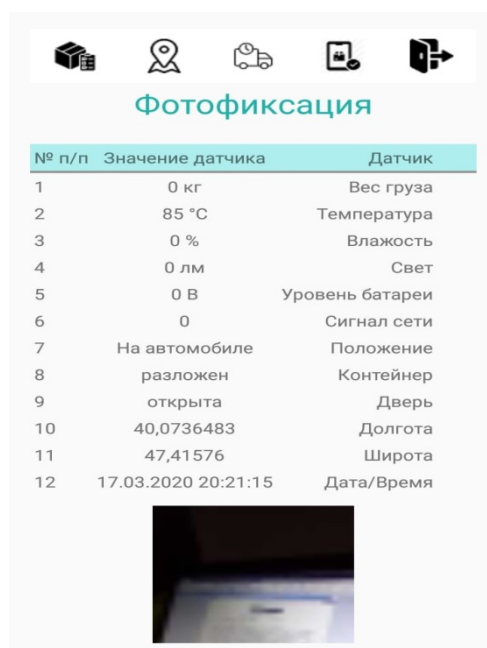 Фотофиксация
№ п/п Значение датчика Датчик
1 0 кг Вес груза
2 85 °C Температура
3 0 % Влажость
4 0 лм Свет
5 0 В Уровень батареи
6 0 Сигнал сети
7 На автомобиле Положение
8 разложен Контейнер
9 открыта Дверь
10 40,0736483 Долгота
11 47,41576 Широта
12 17.03.2020 20:21:15 Дата/Время